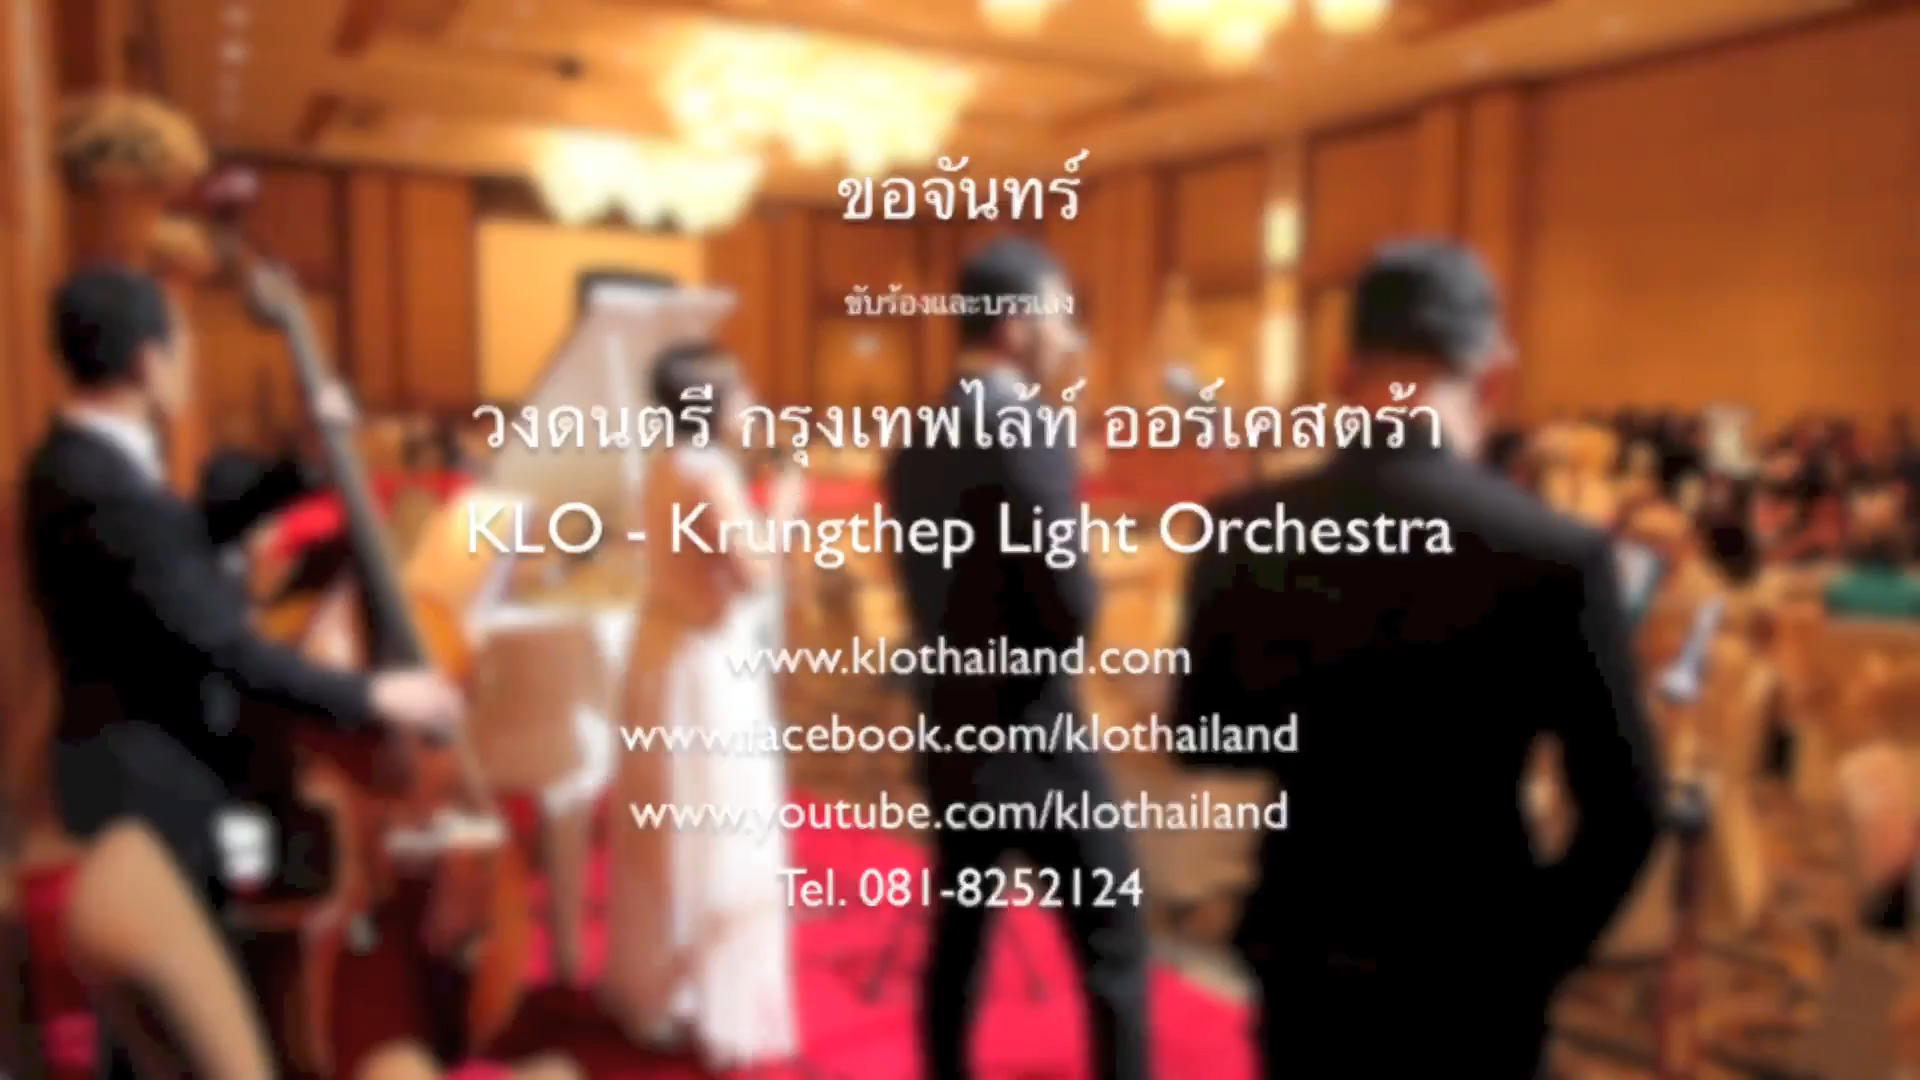 ขอจันทร์
ขับร้องและบรรเลง
วงดนตรี กรุงเทพไล้ท์ ออร์เคสตร้า
KLO - Krungthep Light Orchestra
www.klothailand.com
www.facebook.com/klothailand
www.youtube.com/klothailand
Tel. 081-8252124